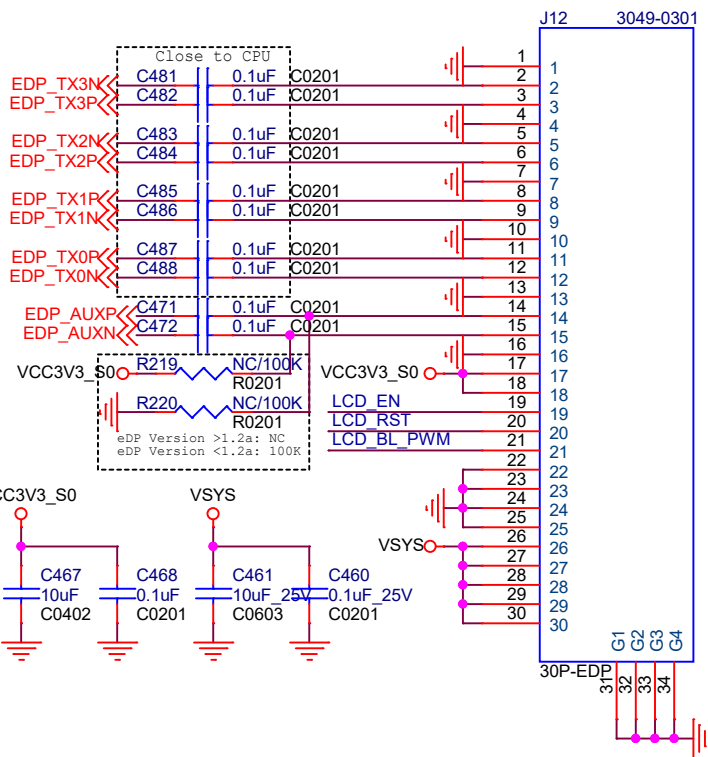 J12 3049-0301
Close to CPU
1 1
EDP_TX3N C481 0.1uF C0201 2 2
EDP_TX3P C482 0.1uF 3 3
4 4
EDP_TX2N C483 0.1uF C0201 5 5
EDP_TX2P C484 0.1uF C0201 6 6
7 7
EDP_TX1P C485 0.1uF C0201 8 8
EDP_TX1N C486 0.1uF C0201 9 9
10 10
EDP_TX0P C487 0.1uF C0201 11 11
EDP_TX0N C488 0.1uF C0201 12 12
13 13
EDP_AUXP C471 0.1uF C0201 14 14
EDP_AUXN C472 0.1uF C0201 15 15
16 16
VCC3V3_S0 R219 NC/100K VCC3V3_S0 17 17
R0201 18 18
R220 NC/100K LCD_EN 19 19
R0201 LCD_RST 20 20
eDP Version >1.2a: NC LCD_BL_PWM 21 21
eDP Version <1.2a: 100K
22 22
23 23
24 24
25 25
VSYS 26 26
27 27
28 28
29 29
30 30
CC3V3_S0 VSYS
C467 C468 C461 C460
10uF 0.1uF 10uF_25V 0.1uF_25V
C0402 C0201 C0603 C0201
G1 G2 G3 G4
30P-EDP
31 32 33 34